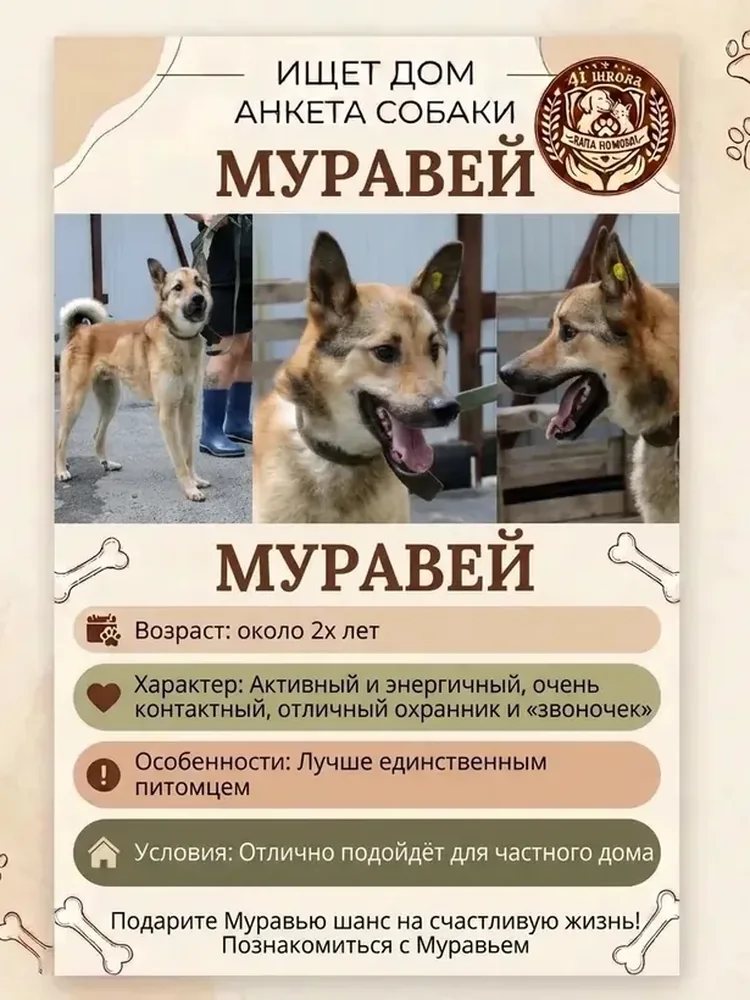 ИЩЕТ ДОМ
АНКЕТА СОБАКИ
МУРАВЕЙ
МУРАВЕЙ
Возраст: около 2х лет
Характер: Активный и энергичный, очень
контактный, отличный охранник и «звоночек»
Особенности: Лучше единственным
питомцем
Условия: Отлично подойдёт для частного дома
Подарите Муравью шанс на счастливую жизнь!
Познакомиться с Муравьем